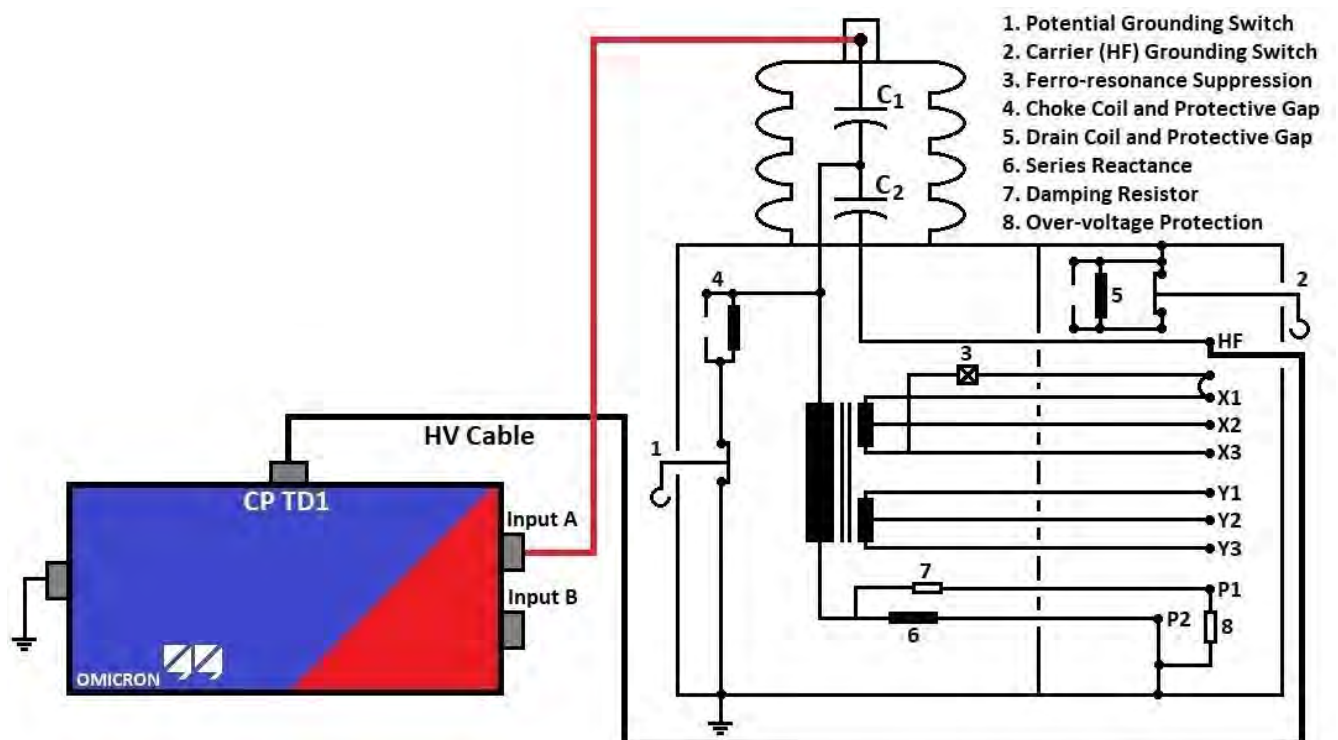 1. Potential Grounding Switch
2. Carrier (HF) Grounding Switch
3. Ferro-resonance Suppression
4. Choke Coil and Protective Gap
5. Drain Coil and Protective Gap
6. Series Reactance
7. Damping Resistor
8. Over-voltage Protection
C1
C2
4
5
2
HF
3
X1
X2
X3
1
HV Cable
CP TD1
Input A
Input B
OMICRON
Y1
Y2
Y3
7
P1
6
P2
8